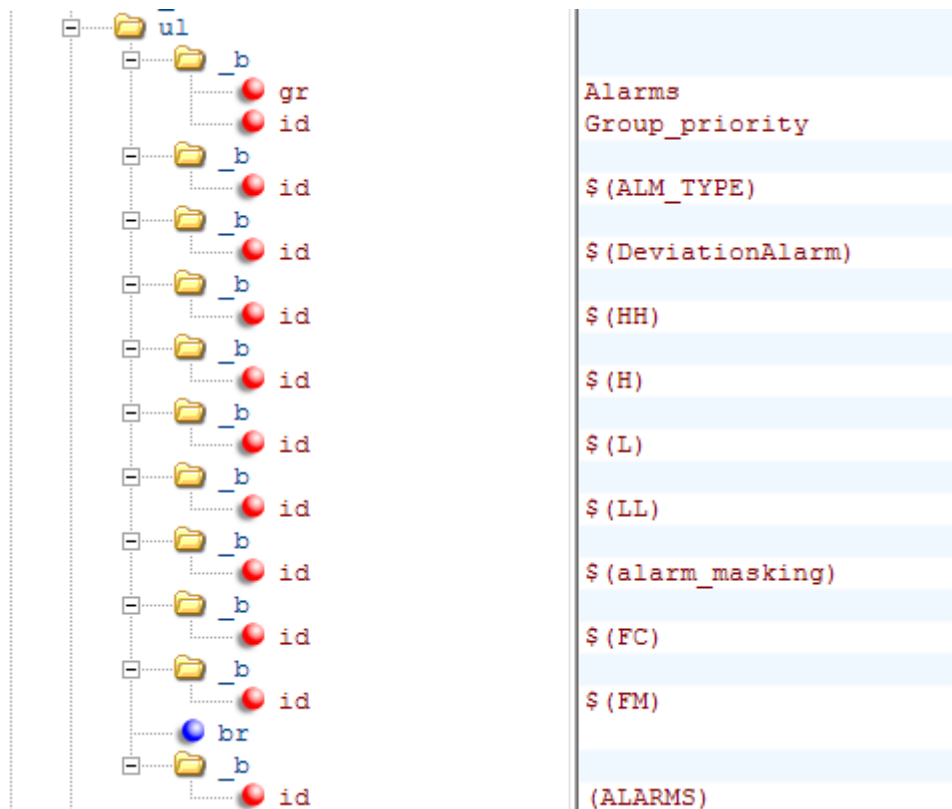 ul
_b
gr Alarms
id Group_priority
_b
id $(ALM_TYPE)
_b
id $(DeviationAlarm)
_b
id $(HH)
_b
id $(H)
_b
id $(L)
_b
id $(LL)
_b
id $(alarm_masking)
_b
id $(FC)
_b
id $(FM)
br
_b
id (ALARMS)